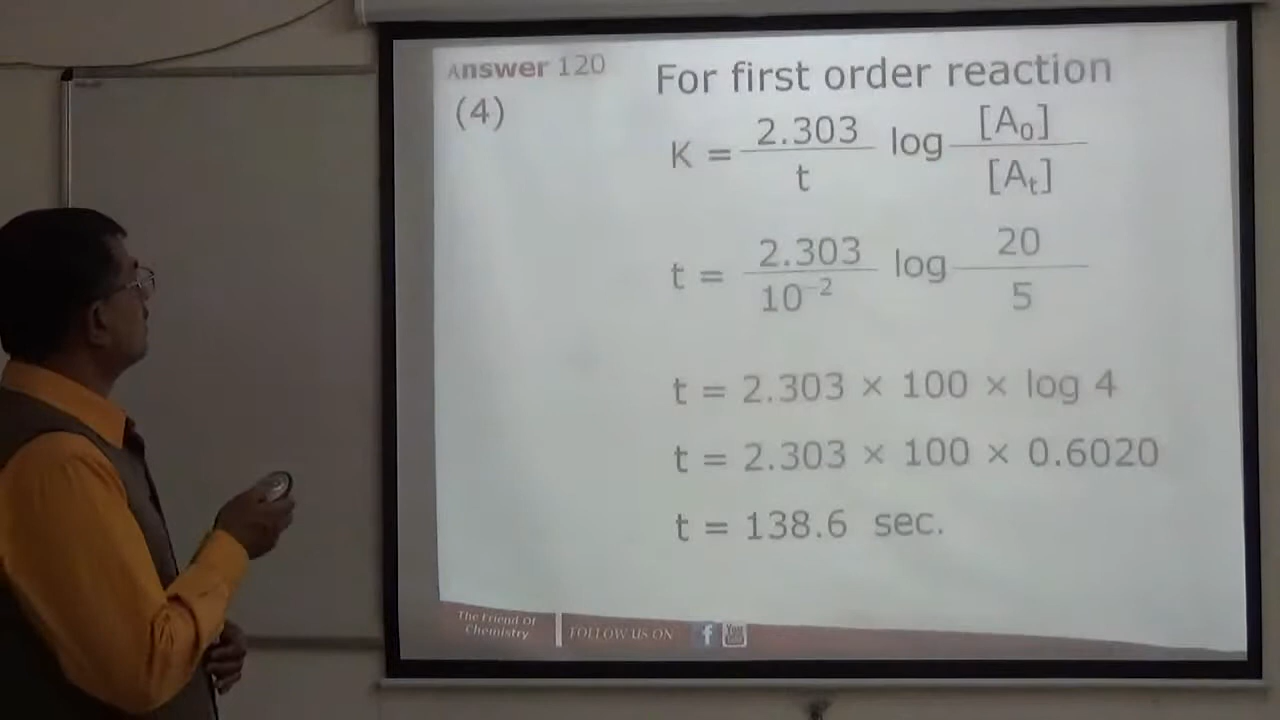 Answer 120
(4)
For first order reaction
K = 2.303 / t log [A₀] / [Aₜ]
t = 2.303 / 10⁻² log 20 / 5
t = 2.303 × 100 × log 4
t = 2.303 × 100 × 0.6020
t = 138.6 sec.
The Friend Of
Chemistry
FOLLOW US ON
f
You